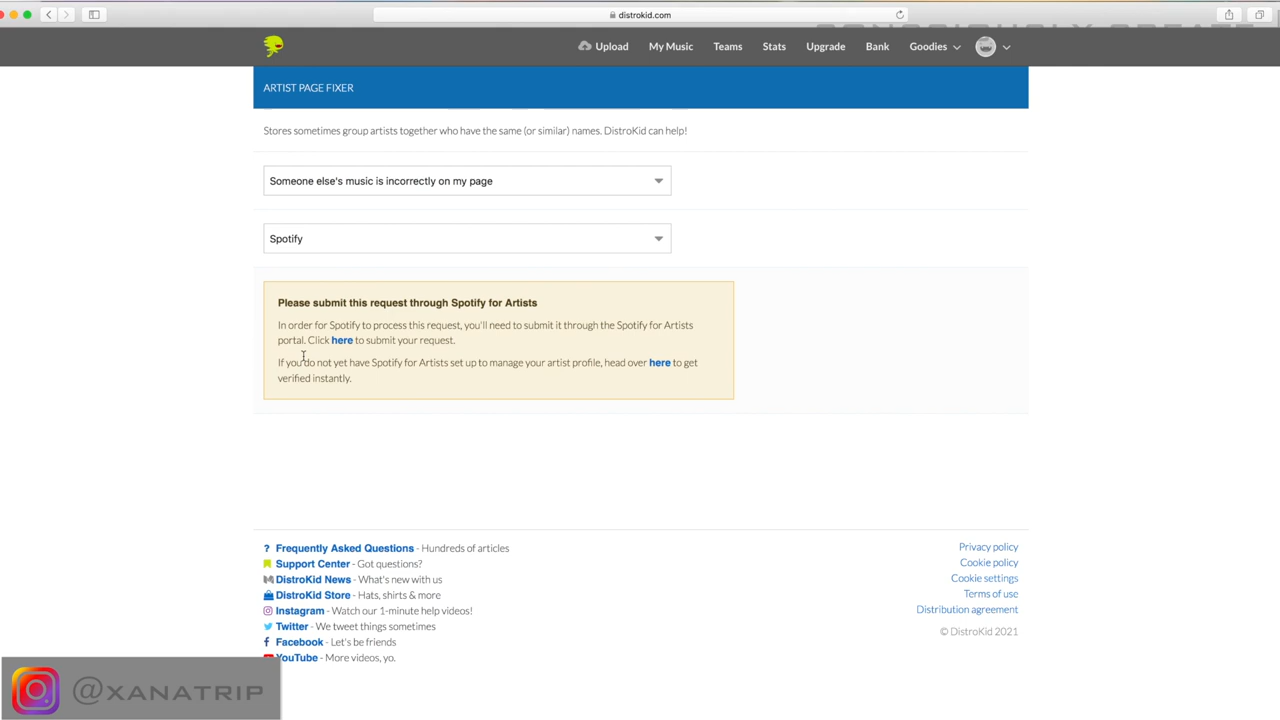 distrokid.com
CONSCIOUSLY CREATE
Upload My Music Teams Stats Upgrade Bank Goodies
ARTIST PAGE FIXER
Stores sometimes group artists together who have the same (or similar) names. DistroKid can help!
Someone else's music is incorrectly on my page
Spotify
Please submit this request through Spotify for Artists
In order for Spotify to process this request, you'll need to submit it through the Spotify for Artists
portal. Click here to submit your request.
If you do not yet have Spotify for Artists set up to manage your artist profile, head over here to get
verified instantly.
? Frequently Asked Questions - Hundreds of articles
Support Center - Got questions?
DistroKid News - What's new with us
DistroKid Store - Hats, shirts & more
Instagram - Watch our 1-minute help videos!
Twitter - We tweet things sometimes
Facebook - Let's be friends
YouTube - More videos, yo.
Privacy policy
Cookie policy
Cookie settings
Terms of use
Distribution agreement
© DistroKid 2021
@XANATRIP